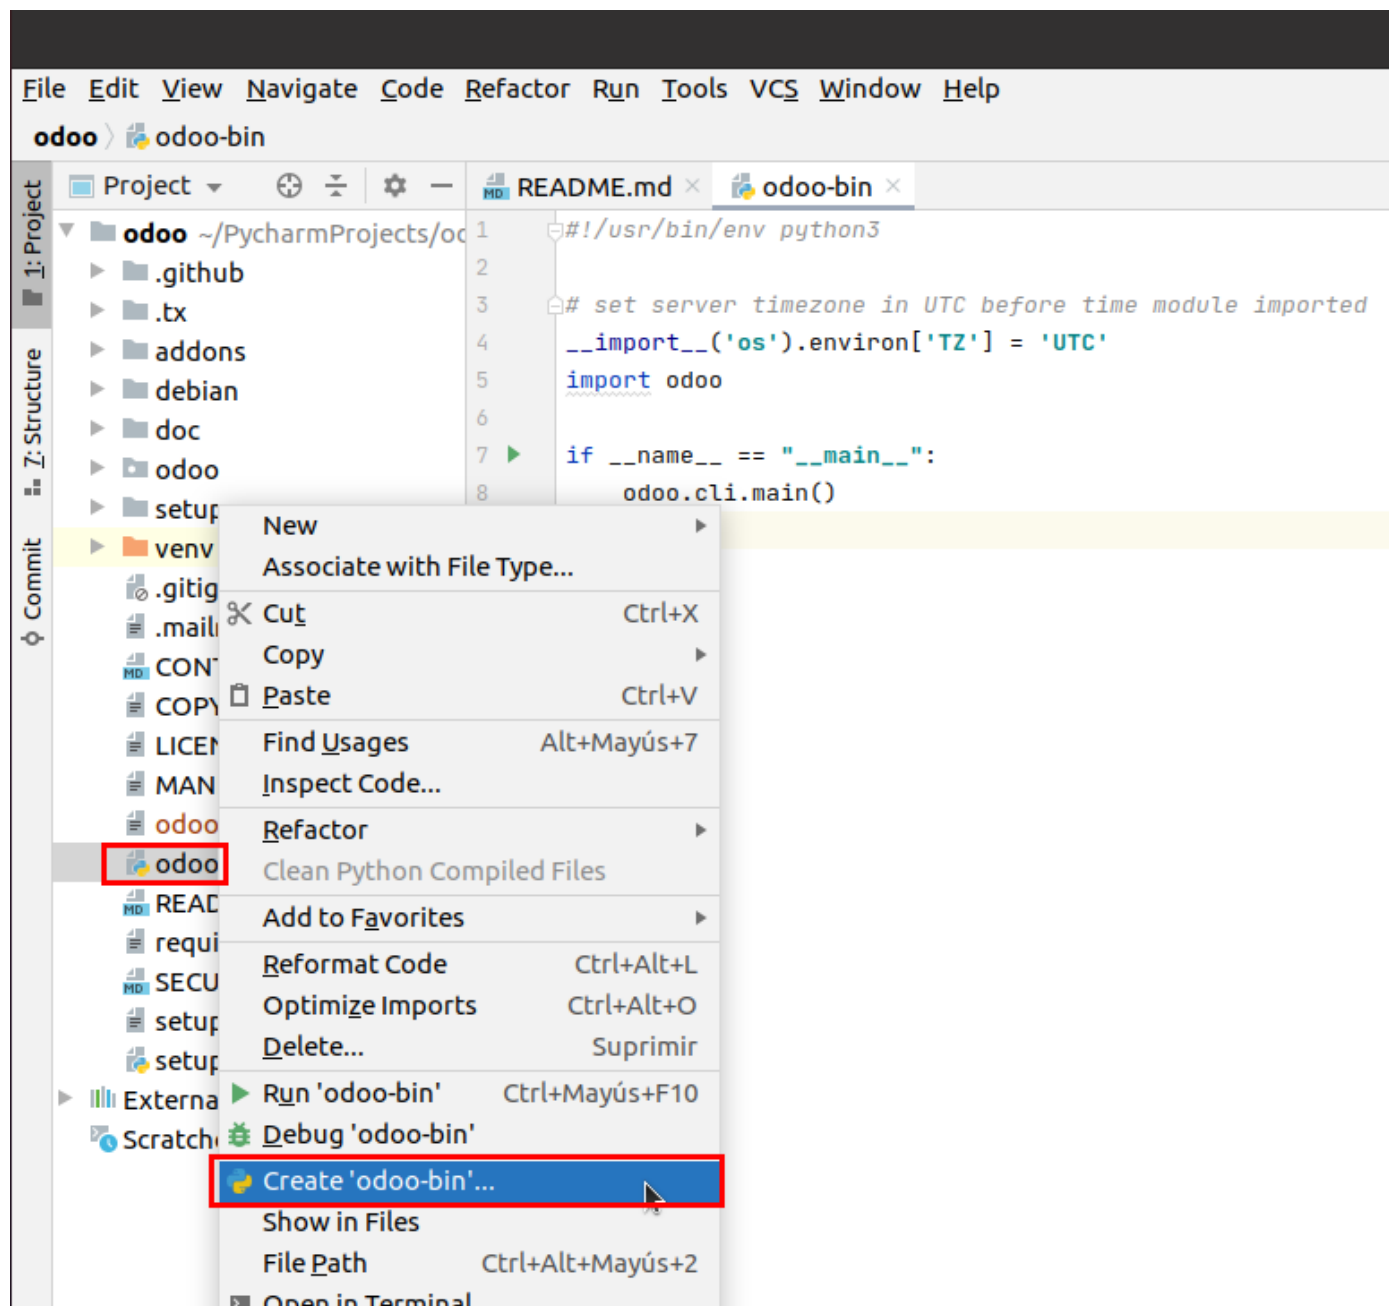 File Edit View Navigate Code Refactor Run Tools VCS Window Help
odoo odoo-bin
1: Project
7: Structure
Commit
Project
README.md odoo-bin
odoo ~/PycharmProjects/oc
.github
.tx
addons
debian
doc
odoo
setup
venv
.gitig
.mail
CONT
COPY
LICEN
MAN
odoo
odoo
READ
requi
SECU
setup
setup
Externa
Scratch
1 #!/usr/bin/env python3
2
3 # set server timezone in UTC before time module imported
4 __import__('os').environ['TZ'] = 'UTC'
5 import odoo
6
7 if __name__ == "__main__":
8 odoo.cli.main()
New
Associate with File Type...
Cut Ctrl+X
Copy
Paste Ctrl+V
Find Usages Alt+Mayús+7
Inspect Code...
Refactor
Clean Python Compiled Files
Add to Favorites
Reformat Code Ctrl+Alt+L
Optimize Imports Ctrl+Alt+O
Delete... Suprimir
Run 'odoo-bin' Ctrl+Mayús+F10
Debug 'odoo-bin'
Create 'odoo-bin'...
Show in Files
File Path Ctrl+Alt+Mayús+2
Open in Terminal